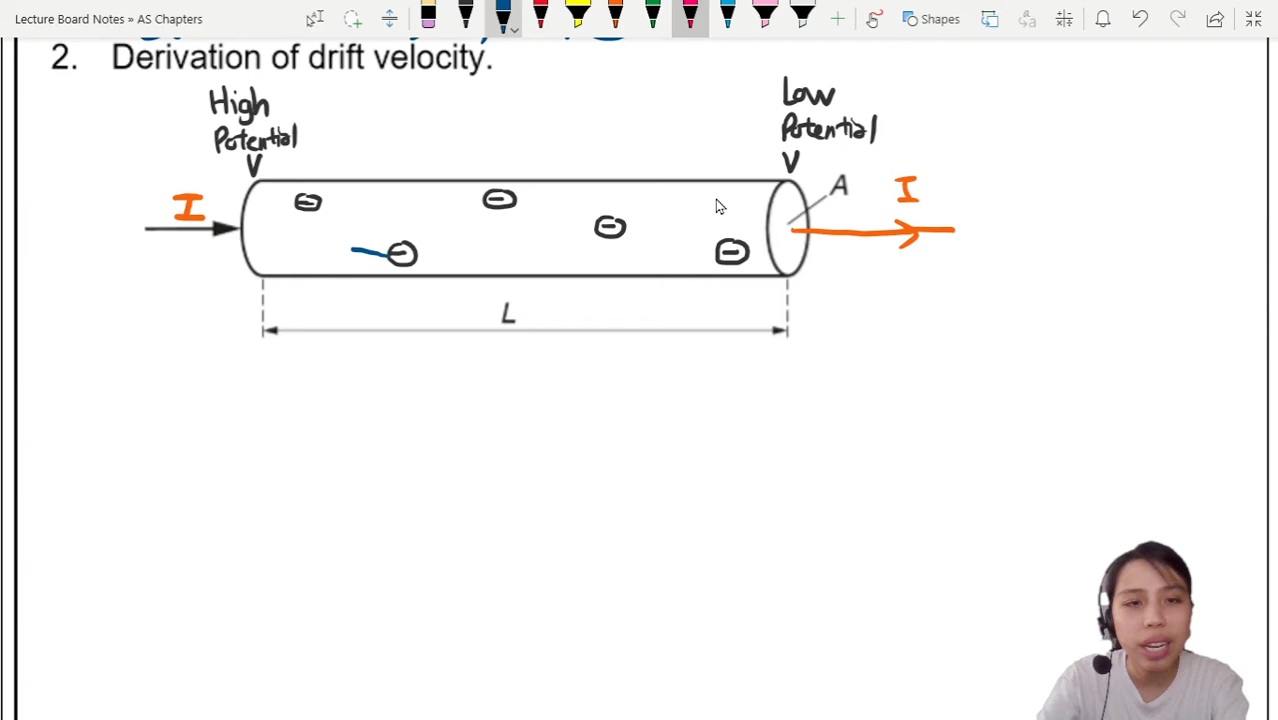 Lecture Board Notes » AS Chapters
Shapes
2. Derivation of drift velocity.
High
Potential
Low
Potential
I
A
I
L